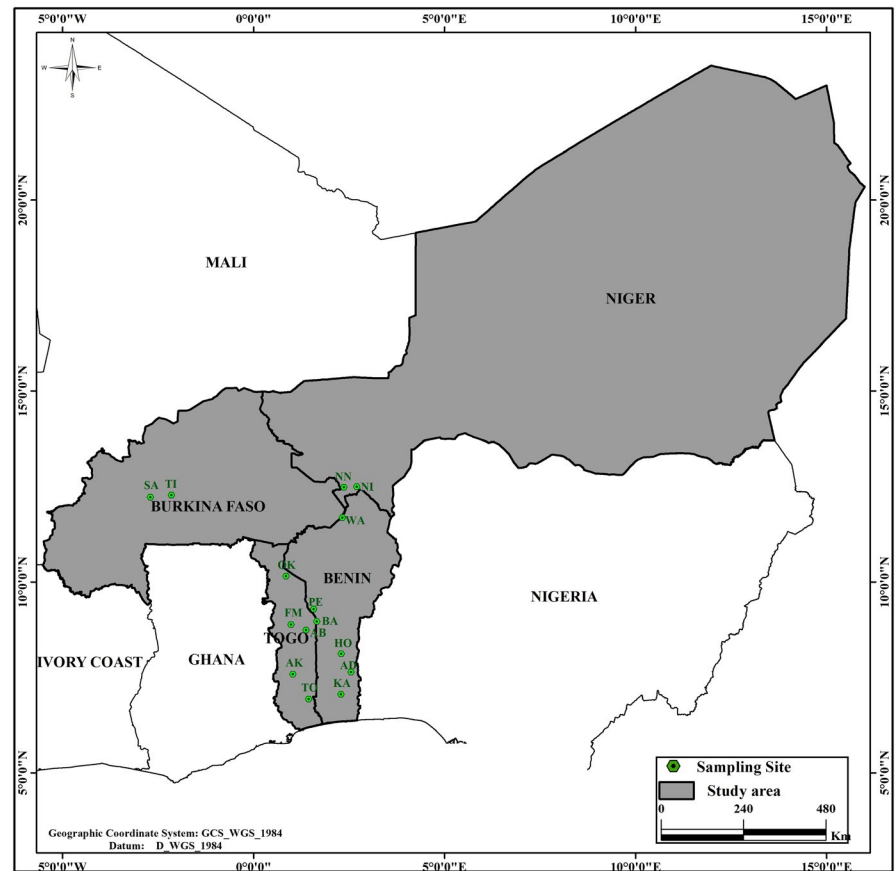 5°0'0"W 0°0'0" 5°0'0"E 10°0'0"E 15°0'0"E
N
W E
S
20°0'0"N 20°0'0"N
MALI
NIGER
15°0'0"N 15°0'0"N
SA TI NN NI
BURKINA FASO WA
10°0'0"N OK BENIN 10°0'0"N
PE NIGERIA
FM BA
TOGO AB
IVORY COAST GHANA HO
AK AD
TO KA
5°0'0"N 5°0'0"N
Sampling Site
Study area
0 240 480
Km
Geographic Coordinate System: GCS_WGS_1984
Datum: D_WGS_1984
5°0'0"W 0°0'0" 5°0'0"E 10°0'0"E 15°0'0"E